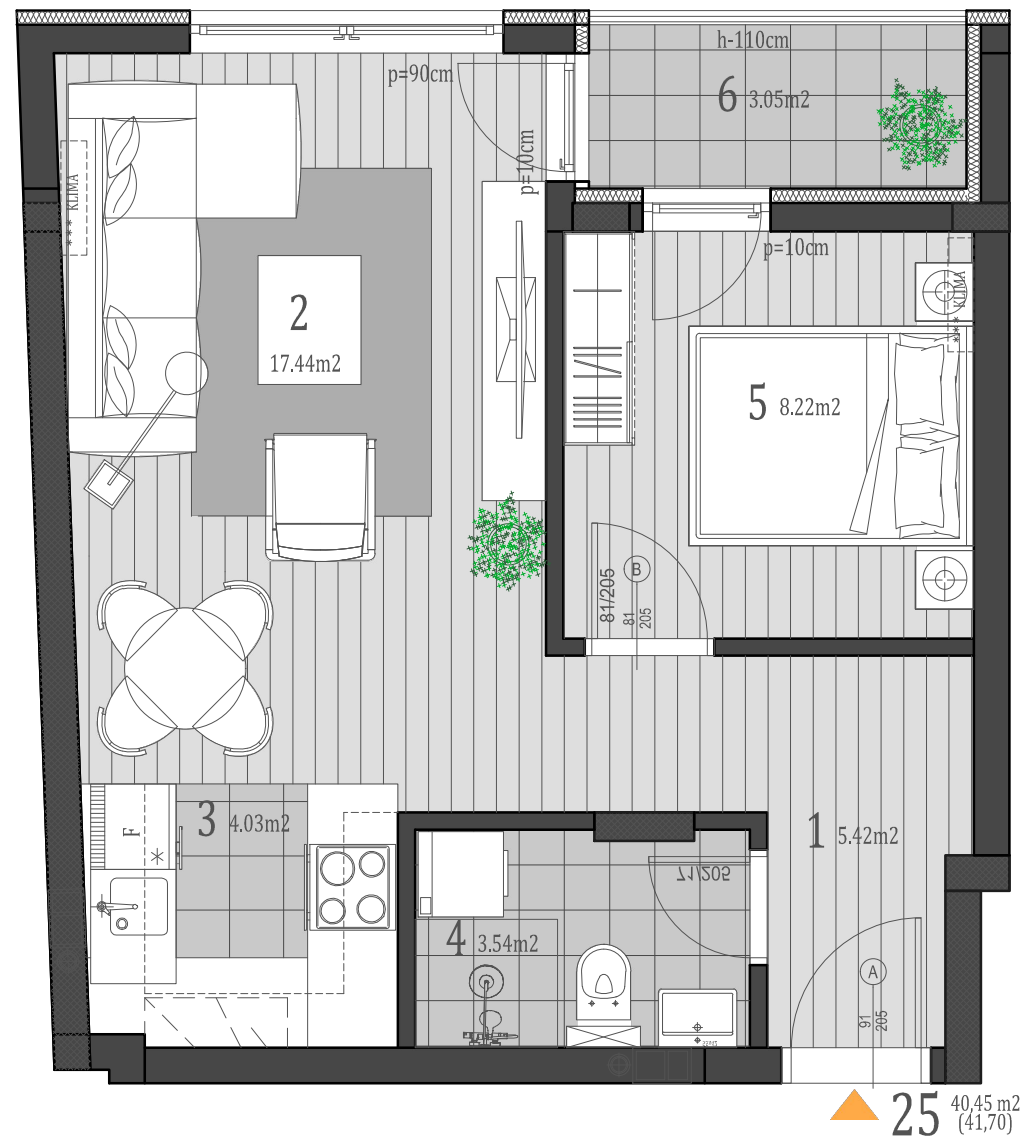 h-110cm
p=90cm
6 3.05m2
p=10cm
*** KLIMA
p=10cm
*** KLIMA
2
17.44m2
5 8.22m2
B
81/205
81
205
3 4.03m2
F
1 5.42m2
71/205
4 3.54m2
A
91
205
25 40,45 m2
(41,70)